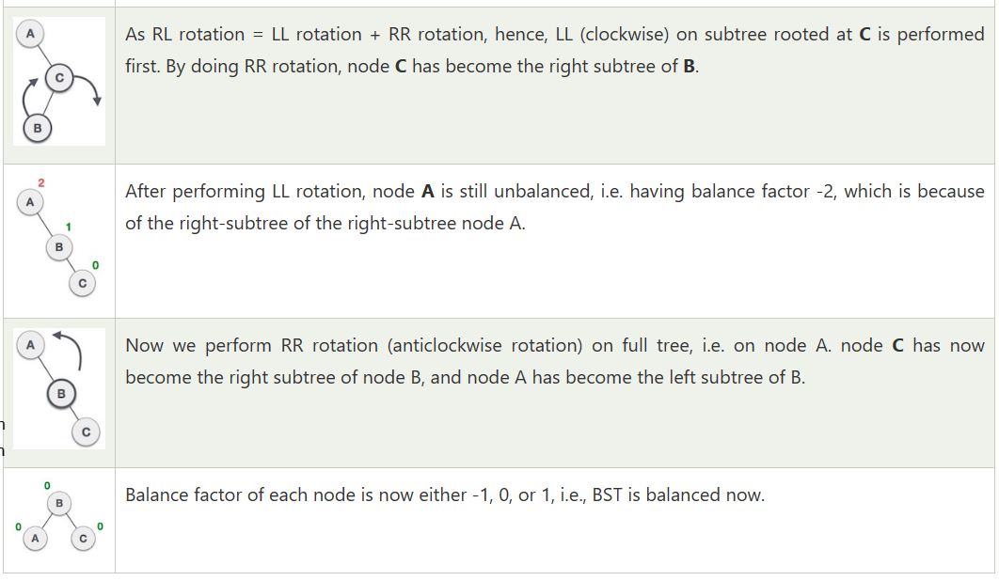 A
C
B
As RL rotation = LL rotation + RR rotation, hence, LL (clockwise) on subtree rooted at C is performed
first. By doing RR rotation, node C has become the right subtree of B.
2
A
1
B
0
C
After performing LL rotation, node A is still unbalanced, i.e. having balance factor -2, which is because
of the right-subtree of the right-subtree node A.
A
B
C
Now we perform RR rotation (anticlockwise rotation) on full tree, i.e. on node A. node C has now
become the right subtree of node B, and node A has become the left subtree of B.
0
B
0
0
A
C
Balance factor of each node is now either -1, 0, or 1, i.e., BST is balanced now.